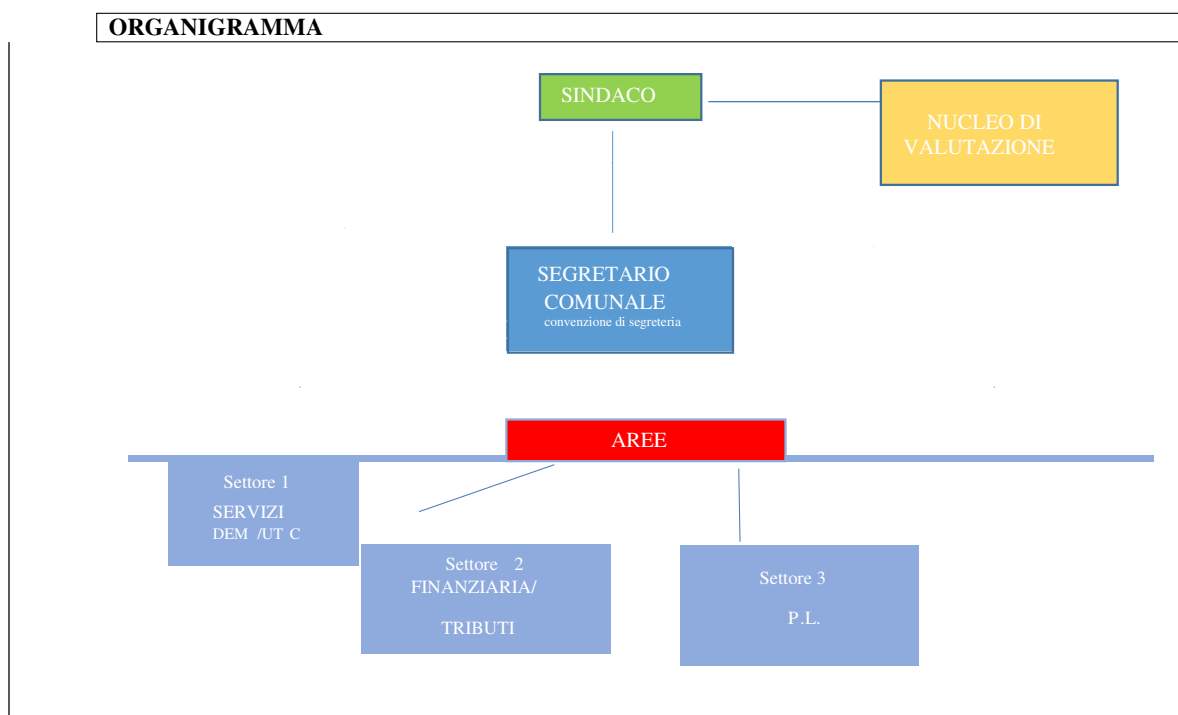 ORGANIGRAMMA
SINDACO
NUCLEO DI
VALUTAZIONE
SEGRETARIO
COMUNALE
convenzione di segreteria
AREE
Settore 1
SERVIZI
DEM /UT C
Settore 2
FINANZIARIA/
TRIBUTI
Settore 3
P.L.